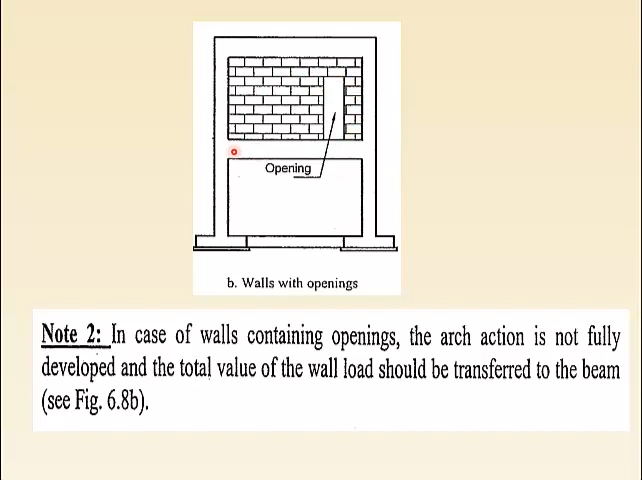 Opening
b. Walls with openings
Note 2: In case of walls containing openings, the arch action is not fully
developed and the total value of the wall load should be transferred to the beam
(see Fig. 6.8b).